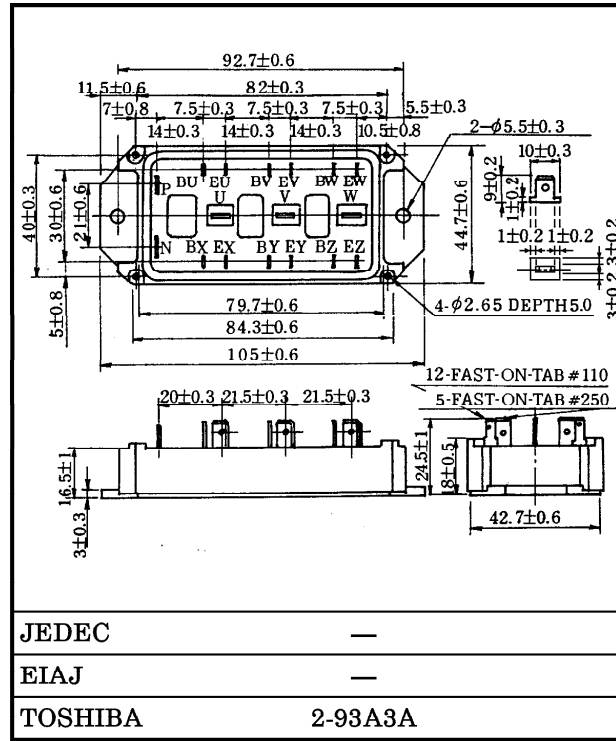 92.7±0.6
11.5±0.6 82±0.3
7±0.8 7.5±0.3 7.5±0.3 7.5±0.3 5.5±0.3
14±0.3 14±0.3 14±0.3 10.5±0.8
2-φ5.5±0.3
10±0.3
9±0.2
1±0.2
1±0.2 1±0.2
3±0.2
3±0.2
40±0.3
30±0.6
21±0.6
5±0.8
44.7±0.6
P BU EU BV EV BW EW
U V W
N BX EX BY EY BZ EZ
79.7±0.6
84.3±0.6
105±0.6
4-φ2.65 DEPTH5.0
12-FAST-ON-TAB #110
5-FAST-ON-TAB #250
20±0.3 21.5±0.3 21.5±0.3
16.5±1
3±0.3
24.5±1
18±0.5
42.7±0.6
JEDEC —
EIAJ —
TOSHIBA 2-93A3A